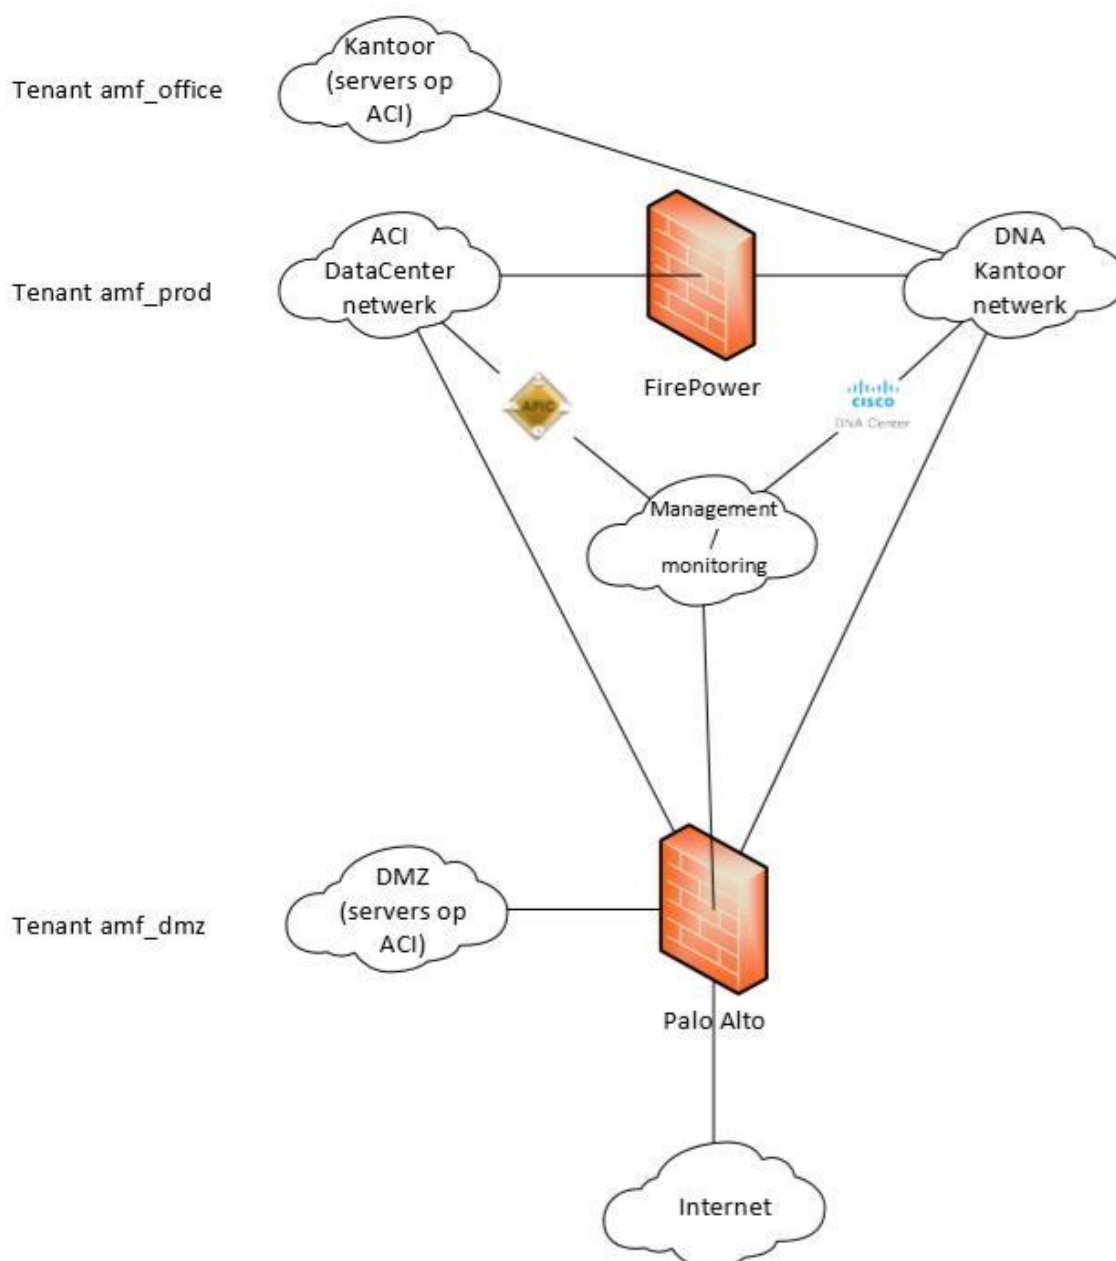 Tenant amf_office
Kantoor
(servers op
ACI)
Tenant amf_prod
ACI
DataCenter
netwerk
FirePower
DNA
Kantoor
netwerk
APIC
CISCO
DNA Center
Management
/
monitoring
Tenant amf_dmz
DMZ
(servers op
ACI)
Palo Alto
Internet